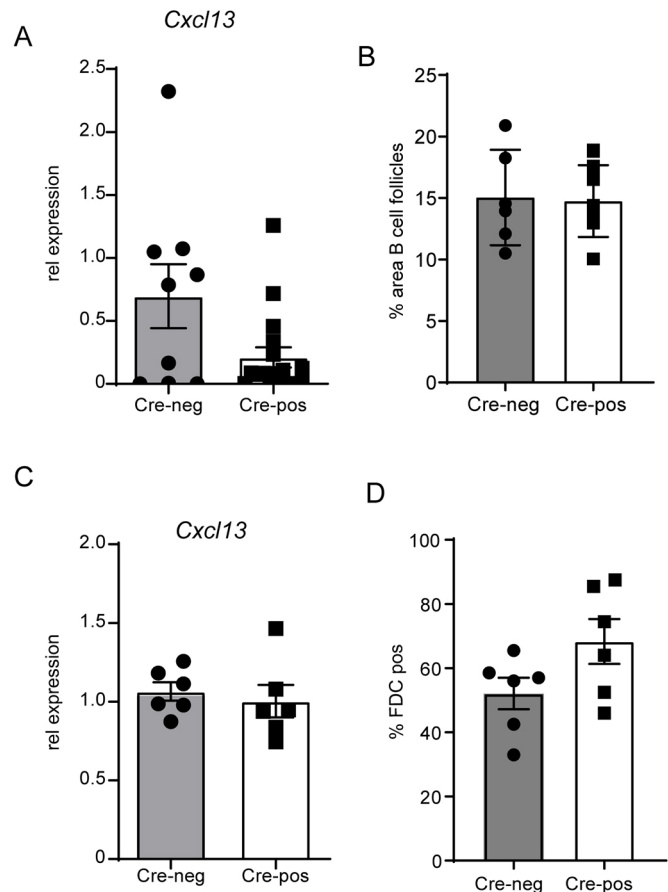 A
Cxcl13
2.5
2.0
1.5
1.0
0.5
0
rel expression
Cre-neg Cre-pos
B
25
20
15
10
5
0
% area B cell follicles
Cre-neg Cre-pos
C
Cxcl13
2.0
1.5
1.0
0.5
0
rel expression
Cre-neg Cre-pos
D
100
80
60
40
20
0
% FDC pos
Cre-neg Cre-pos